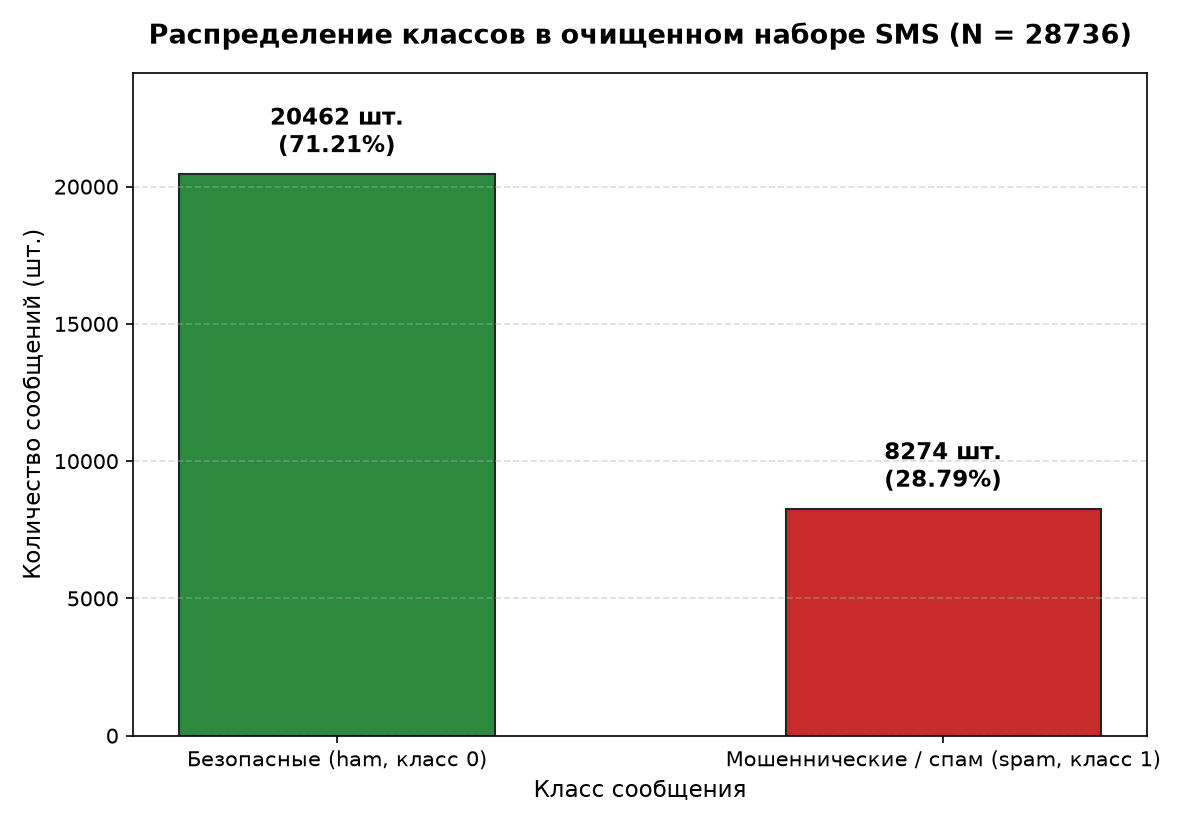 Распределение классов в очищенном наборе SMS (N = 28736)
Количество сообщений (шт.)
20000
15000
10000
5000
0
20462 шт.
(71.21%)
8274 шт.
(28.79%)
Безопасные (ham, класс 0)
Мошеннические / спам (spam, класс 1)
Класс сообщения